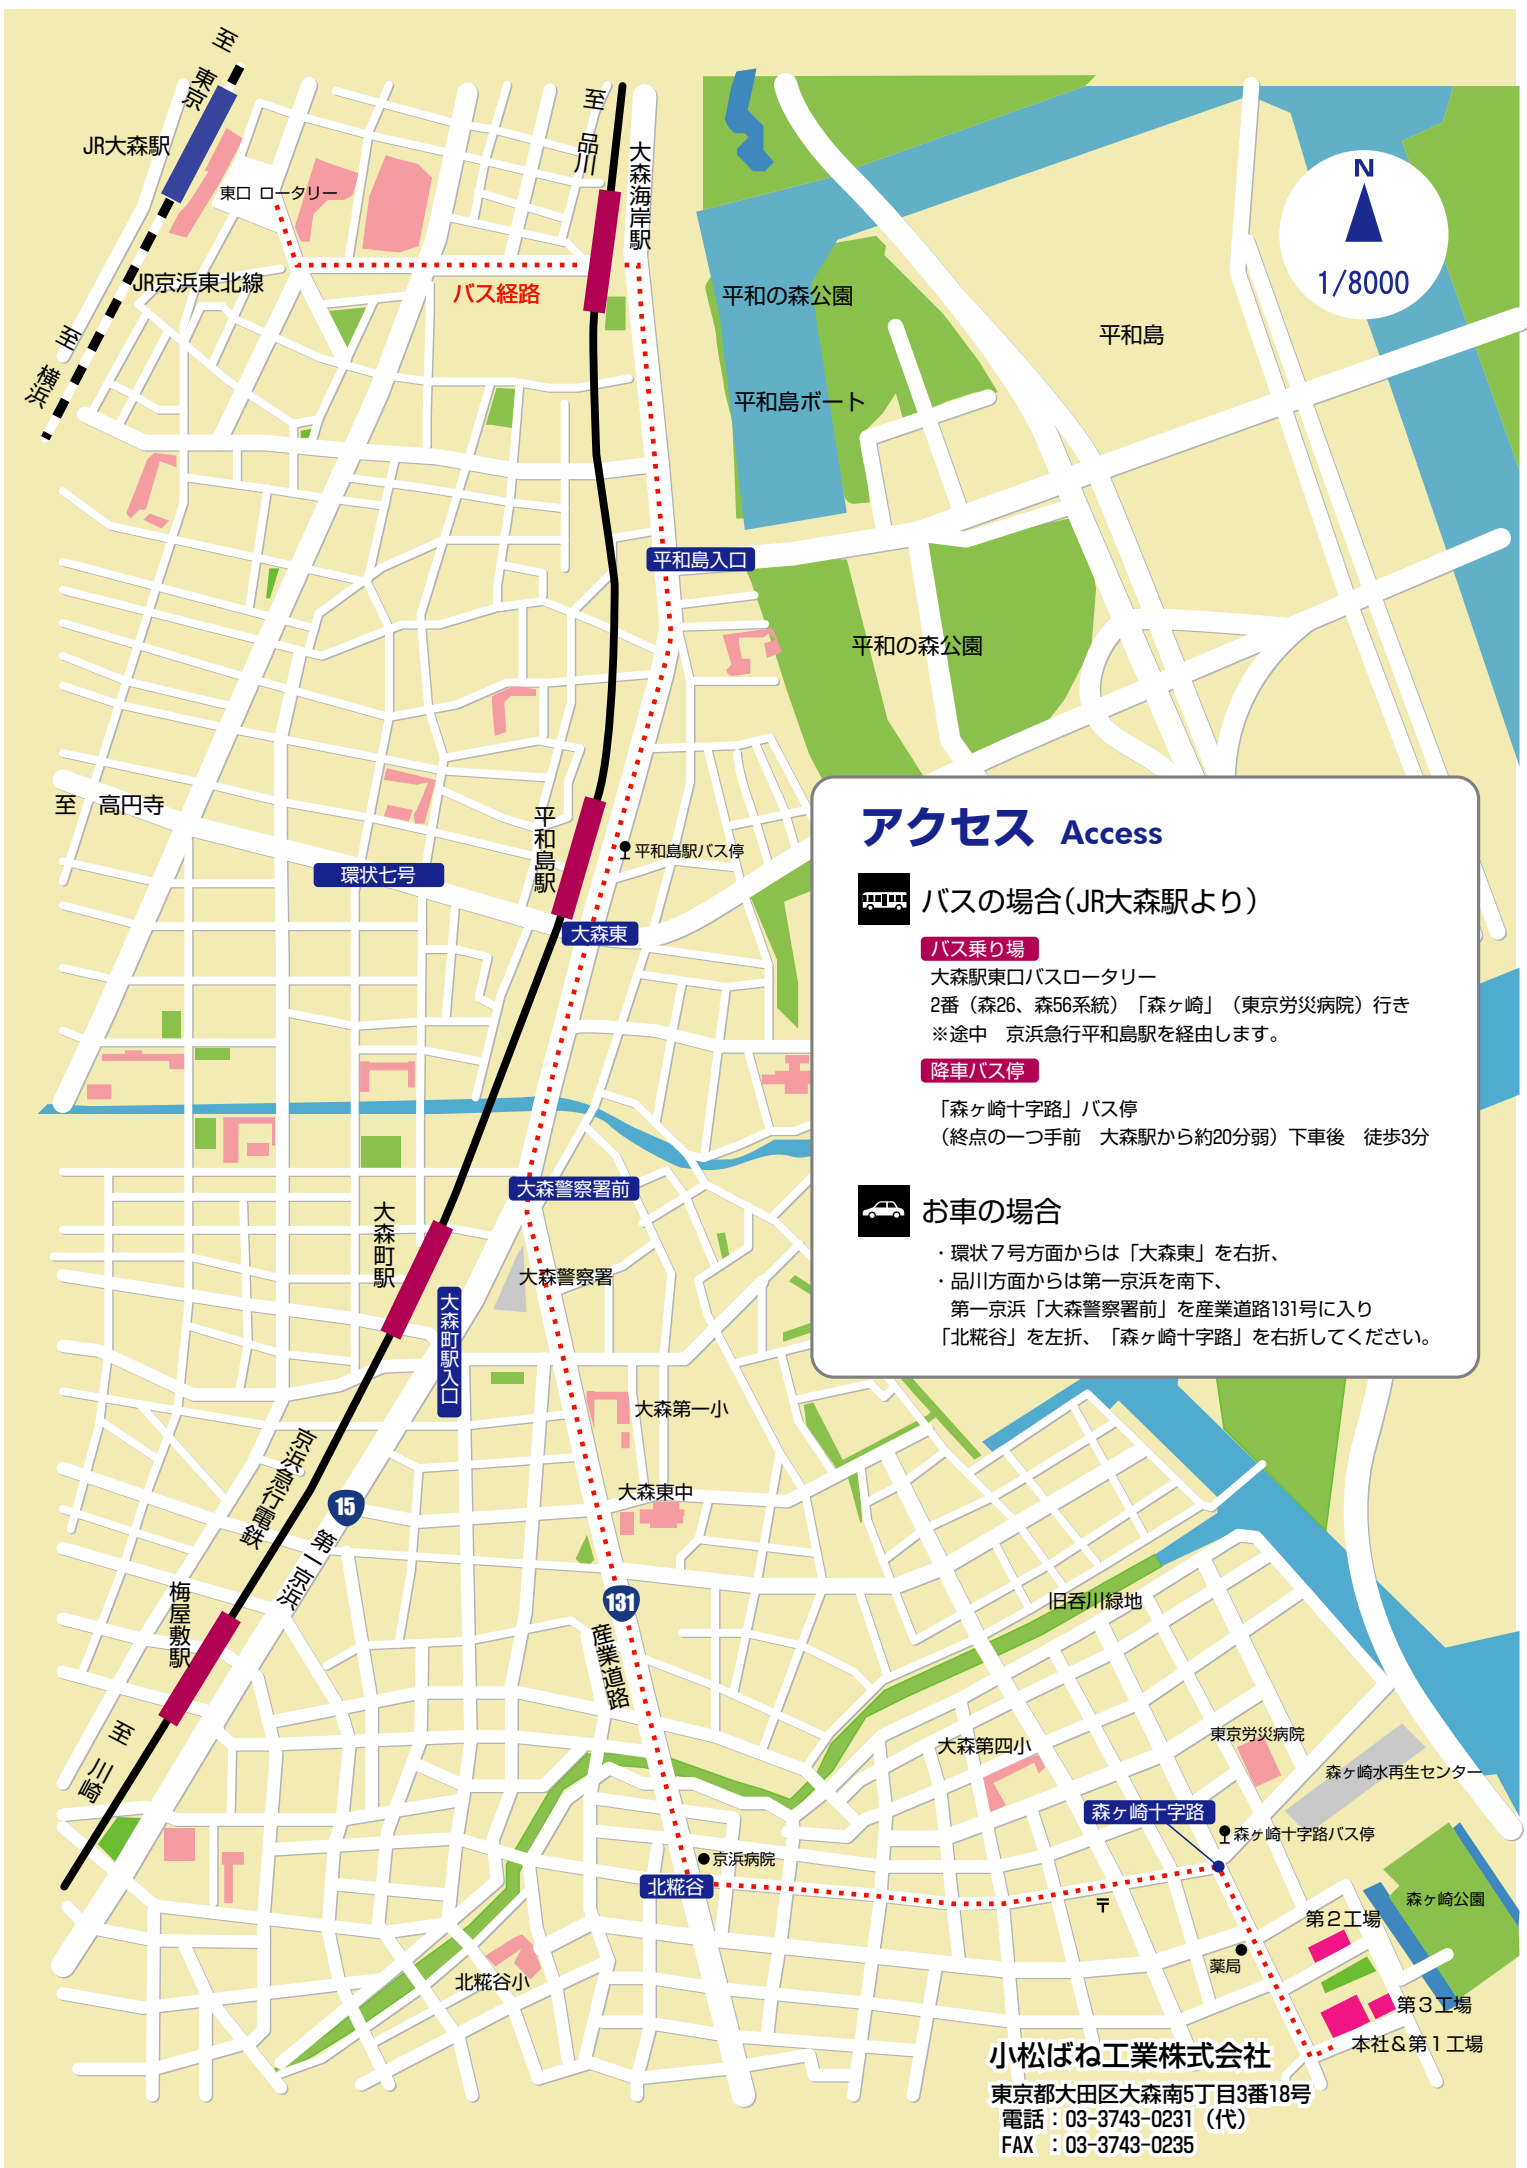 至 東京
JR大森駅
東口 ロータリー
JR京浜東北線
至 横浜
至 品川
大森海岸駅
バス経路
平和の森公園
平和島ボート
平和島
N
1/8000
平和島入口
平和の森公園
至 高円寺
環状七号
平和島駅
平和島駅バス停
大森東
アクセス Access
バスの場合(JR大森駅より)
バス乗り場
大森駅東口バスロータリー
2番（森26、森56系統）「森ヶ崎」（東京労災病院）行き
※途中　京浜急行平和島駅を経由します。
降車バス停
「森ヶ崎十字路」バス停
（終点の一つ手前　大森駅から約20分弱）下車後　徒歩3分
お車の場合
・環状７号方面からは「大森東」を右折、
・品川方面からは第一京浜を南下、
第一京浜「大森警察署前」を産業道路131号に入り
「北糀谷」を左折、「森ヶ崎十字路」を右折してください。
大森警察署前
大森町駅
大森警察署
大森町駅入口
大森第一小
京浜急行電鉄
15
第一京浜
大森東中
131
産業道路
梅屋敷駅
至 川崎
旧呑川緑地
大森第四小
東京労災病院
森ヶ崎水再生センター
森ヶ崎十字路
森ヶ崎十字路バス停
京浜病院
北糀谷
〒
森ヶ崎公園
第２工場
薬局
北糀谷小
第３工場
本社＆第１工場
小松ばね工業株式会社
東京都大田区大森南5丁目3番18号
電話：03-3743-0231（代）
FAX ：03-3743-0235